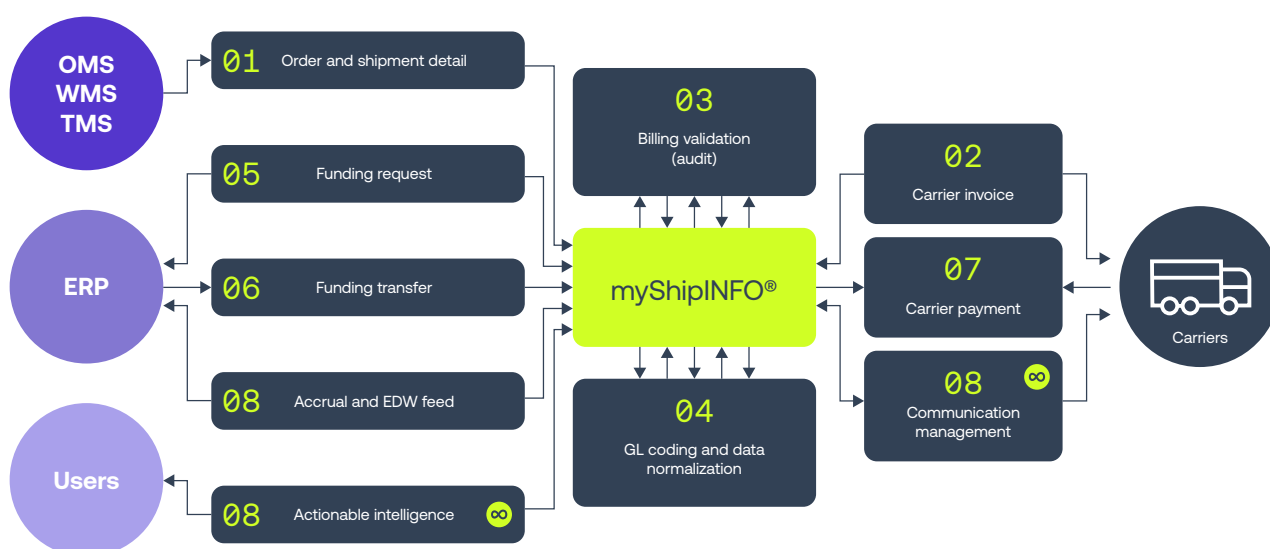 OMS
WMS
TMS
01 Order and shipment detail
05 Funding request
ERP
06 Funding transfer
08 Accrual and EDW feed
Users
08 Actionable intelligence ∞
03
Billing validation
(audit)
myShipINFO®
04
GL coding and data
normalization
02
Carrier invoice
07
Carrier payment
08 ∞
Communication
management
Carriers